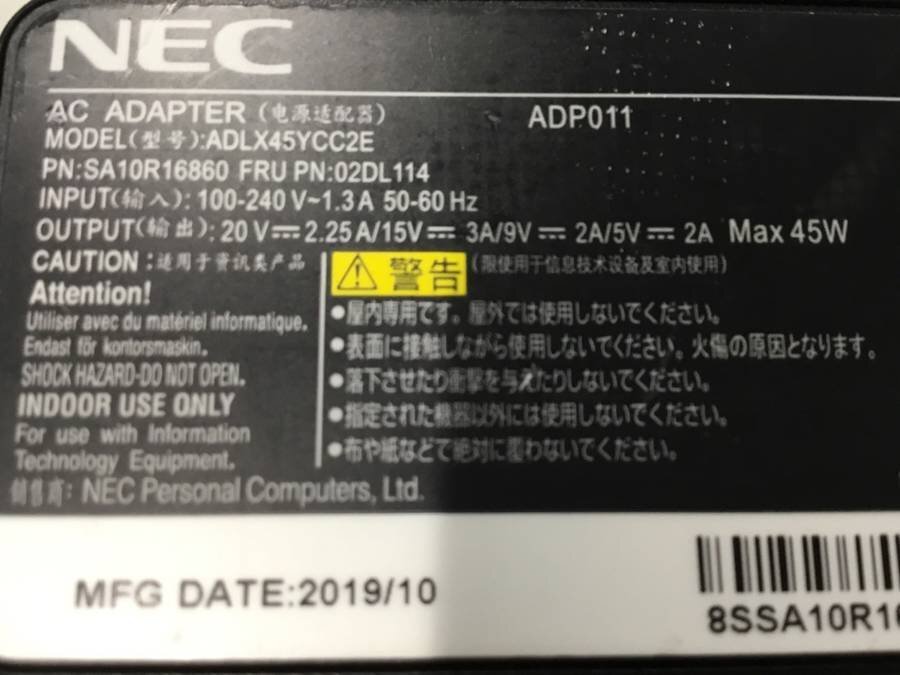 NEC
AC ADAPTER (电源适配器) ADP011
MODEL(型号):ADLX45YCC2E
PN:SA10R16860 FRU PN:02DL114
INPUT(输入): 100-240 V~1.3 A 50-60 Hz
OUTPUT(输出): 20 V⎓2.25 A/15V⎓ 3A/9V⎓ 2A/5V⎓ 2A Max 45W
CAUTION:适用于资讯类产品
Attention!
Utiliser avec du matériel informatique.
Endast för kontorsmaskin.
SHOCK HAZARD-DO NOT OPEN.
INDOOR USE ONLY
For use with Information
Technology Equipment.
⚠警告 (限使用于信息技术设备及室内使用)
●屋内専用です。屋外では使用しないでください。
●表面に接触しながら使用しないでください。火傷の原因となります。
●落下させたり衝撃を与えたりしないでください。
●指定された機器以外には使用しないでください。
●布や紙などで絶対に覆わないでください。
销售商: NEC Personal Computers, Ltd.
MFG DATE:2019/10
8SSA10R16